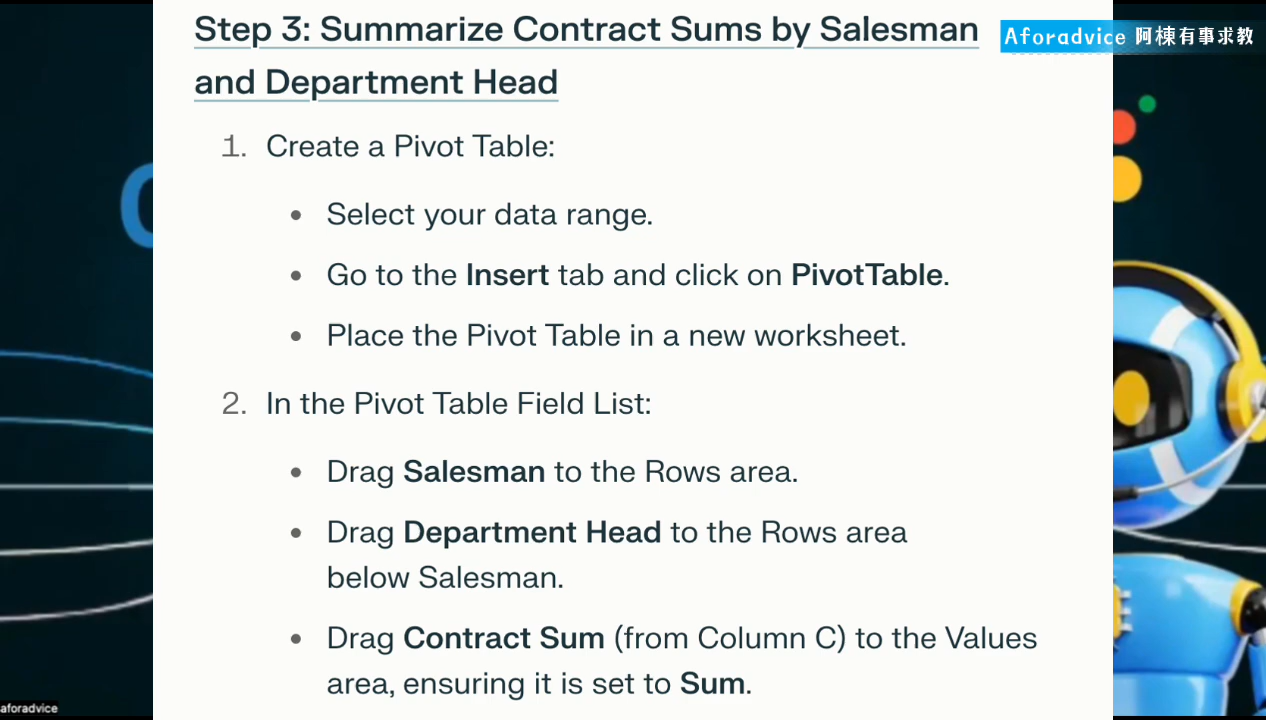 Step 3: Summarize Contract Sums by Salesman
and Department Head
Aforadvice 阿棟有事求教
1. Create a Pivot Table:
• Select your data range.
• Go to the Insert tab and click on PivotTable.
• Place the Pivot Table in a new worksheet.
2. In the Pivot Table Field List:
• Drag Salesman to the Rows area.
• Drag Department Head to the Rows area
below Salesman.
• Drag Contract Sum (from Column C) to the Values
area, ensuring it is set to Sum.
aforadvice